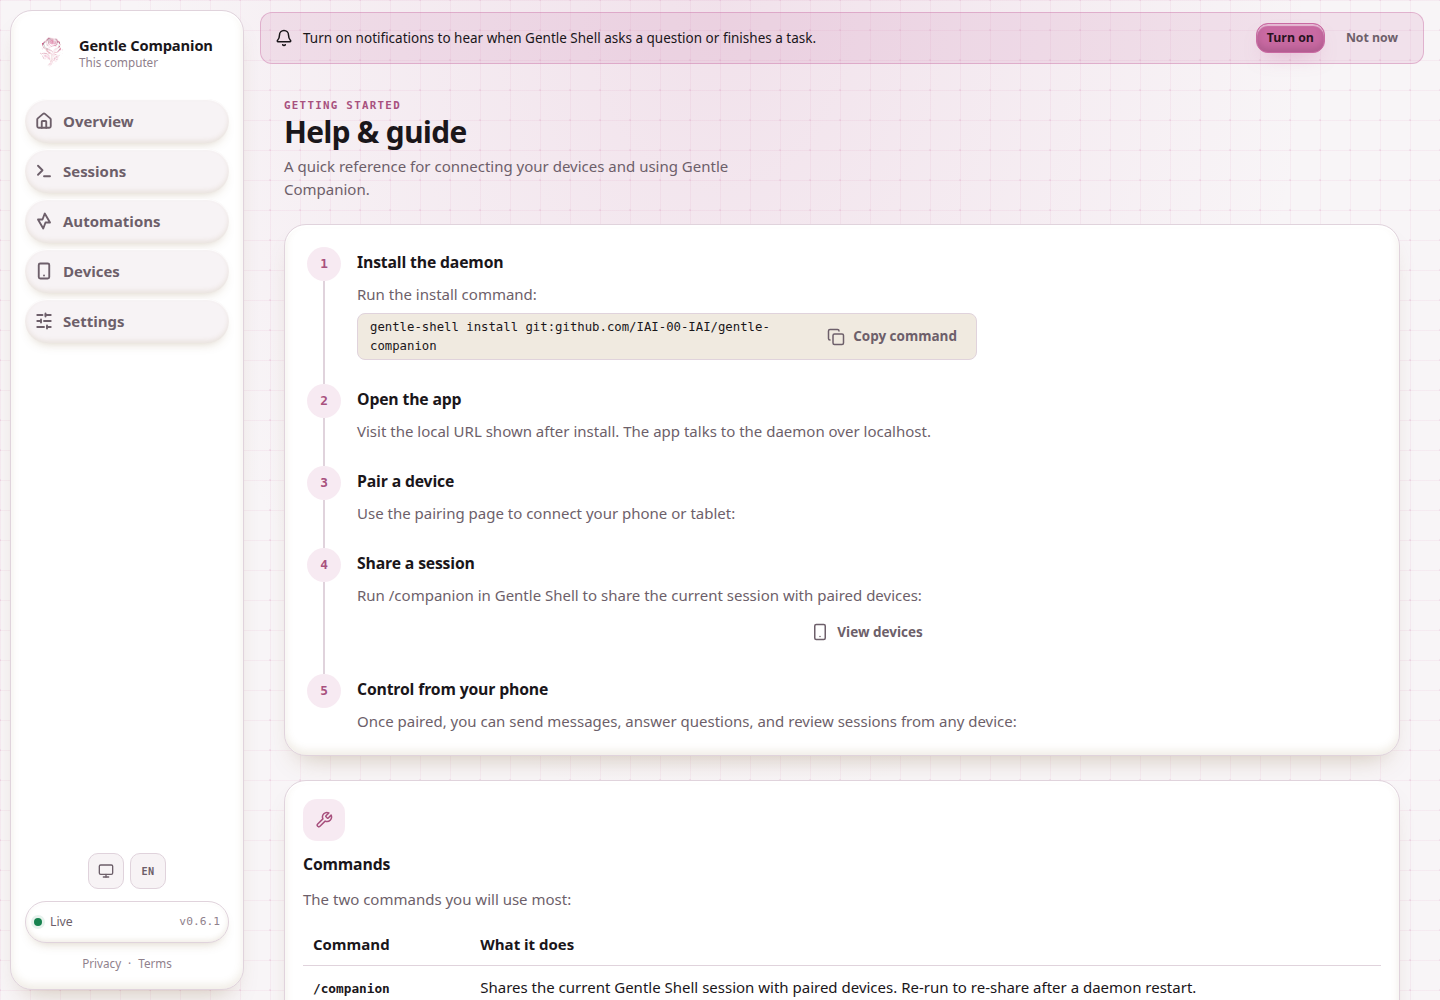 Gentle Companion
This computer
Overview
Sessions
Automations
Devices
Settings
EN
Live
v0.6.1
Privacy · Terms
Turn on notifications to hear when Gentle Shell asks a question or finishes a task.
Turn on
Not now
GETTING STARTED
Help & guide
A quick reference for connecting your devices and using Gentle
Companion.
1
Install the daemon
Run the install command:
gentle-shell install git:github.com/IAI-00-IAI/gentle-
companion
Copy command
2
Open the app
Visit the local URL shown after install. The app talks to the daemon over localhost.
3
Pair a device
Use the pairing page to connect your phone or tablet:
4
Share a session
Run /companion in Gentle Shell to share the current session with paired devices:
View devices
5
Control from your phone
Once paired, you can send messages, answer questions, and review sessions from any device:
Commands
The two commands you will use most:
Command
What it does
/companion
Shares the current Gentle Shell session with paired devices. Re-run to re-share after a daemon restart.